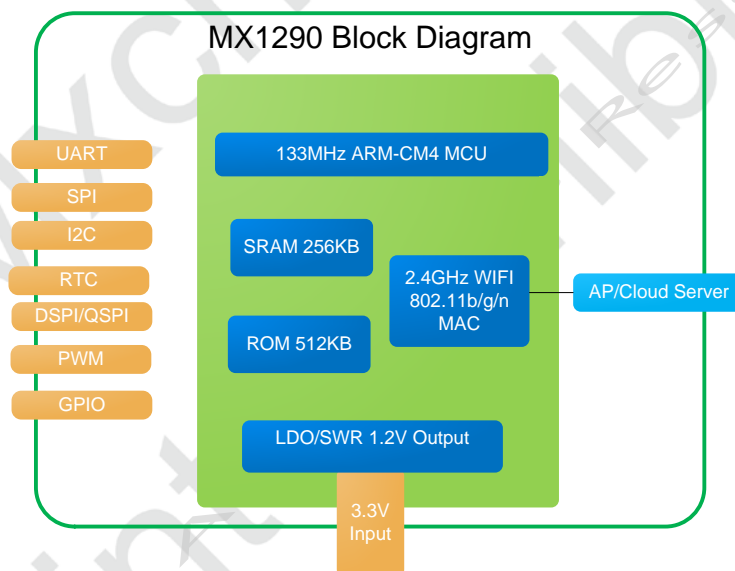 MX1290 Block Diagram
UART
SPI
I2C
RTC
DSPI/QSPI
PWM
GPIO
133MHz ARM-CM4 MCU
SRAM 256KB
ROM 512KB
2.4GHz WIFI
802.11b/g/n
MAC
AP/Cloud Server
LDO/SWR 1.2V Output
3.3V
Input